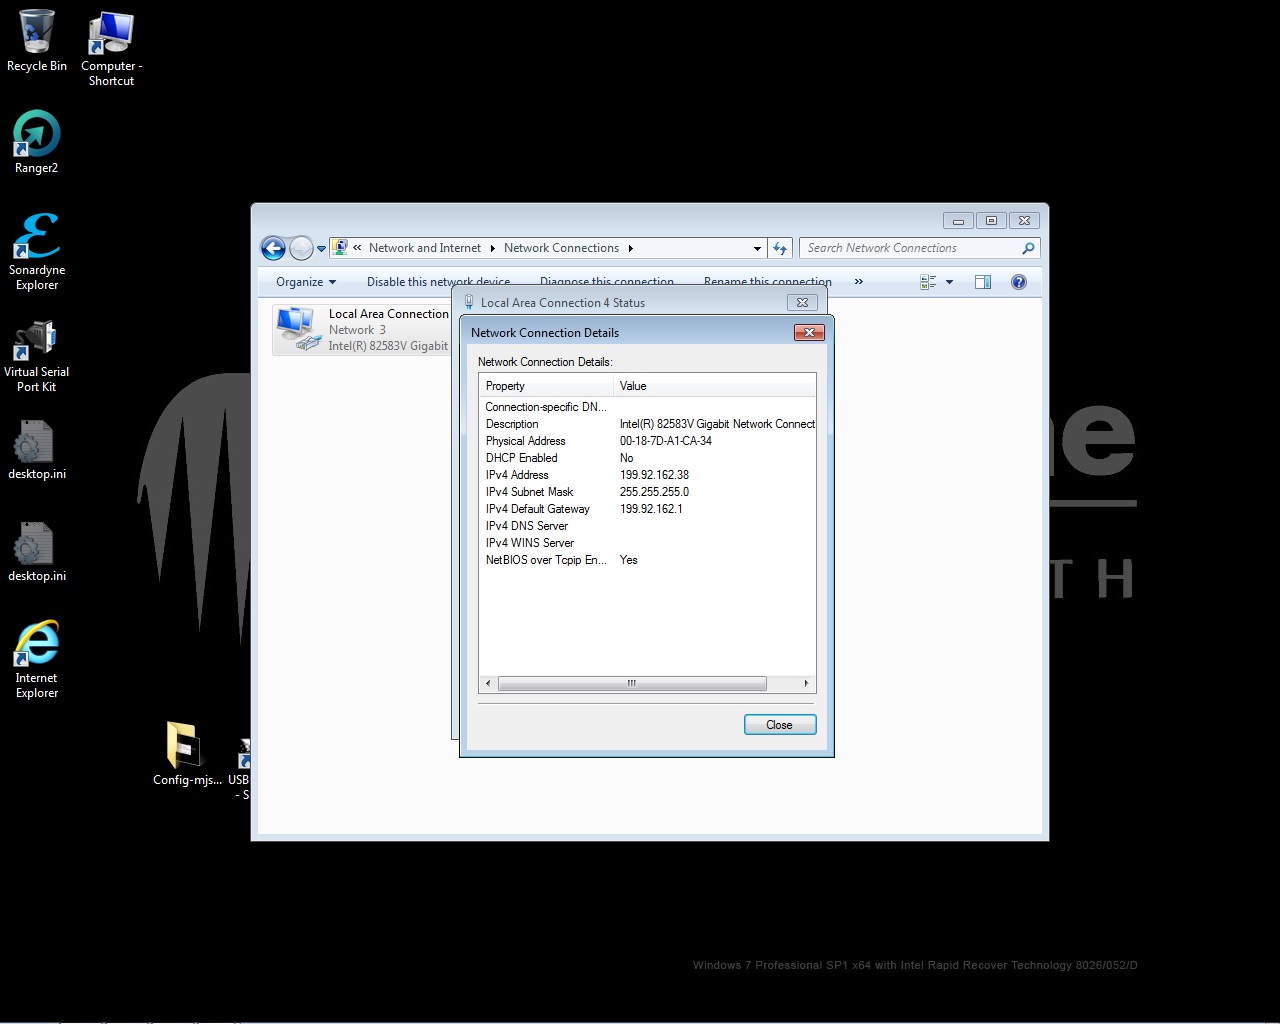 Recycle Bin
Computer -
Shortcut
Ranger2
Sonardyne
Explorer
Virtual Serial
Port Kit
desktop.ini
desktop.ini
Internet
Explorer
Config-mjs...
USB
- S
« Network and Internet Network Connections
Search Network Connections
Organize Disable this network device Diagnose this connection Rename this connection »
Local Area Connection
Network 3
Intel(R) 82583V Gigabit
Local Area Connection 4 Status
Network Connection Details
Network Connection Details:
Property Value
Connection-specific DN...
Description Intel(R) 82583V Gigabit Network Connect
Physical Address 00-18-7D-A1-CA-34
DHCP Enabled No
IPv4 Address 199.92.162.38
IPv4 Subnet Mask 255.255.255.0
IPv4 Default Gateway 199.92.162.1
IPv4 DNS Server
IPv4 WINS Server
NetBIOS over Tcpip En... Yes
Close
ne
TH
Windows 7 Professional SP1 x64 with Intel Rapid Recover Technology 8026/052/D